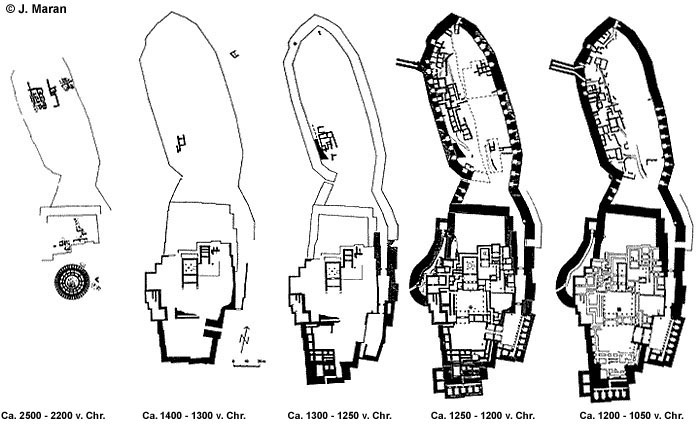 © J. Maran
N
Ca. 2500 - 2200 v. Chr.
Ca. 1400 - 1300 v. Chr.
Ca. 1300 - 1250 v. Chr.
Ca. 1250 - 1200 v. Chr.
Ca. 1200 - 1050 v. Chr.